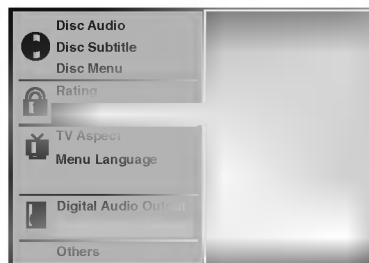 Disc Audio
Disc Subtitle
Disc Menu
Rating
TV Aspect
Menu Language
Digital Audio Output
Others